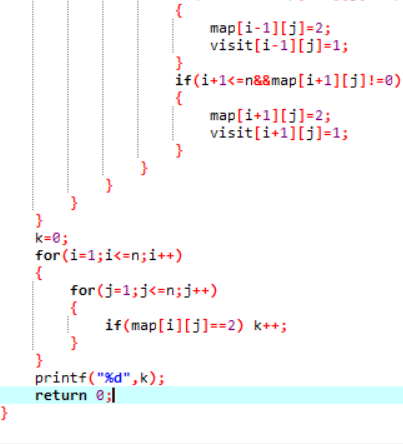 {
map[i-1][j]=2;
visit[i-1][j]=1;
}
if(i+1<=n&&map[i+1][j]!=0)
{
map[i+1][j]=2;
visit[i+1][j]=1;
}
}
}
}
}
k=0;
for(i=1;i<=n;i++)
{
for(j=1;j<=n;j++)
{
if(map[i][j]==2) k++;
}
}
printf("%d",k);
return 0;
}